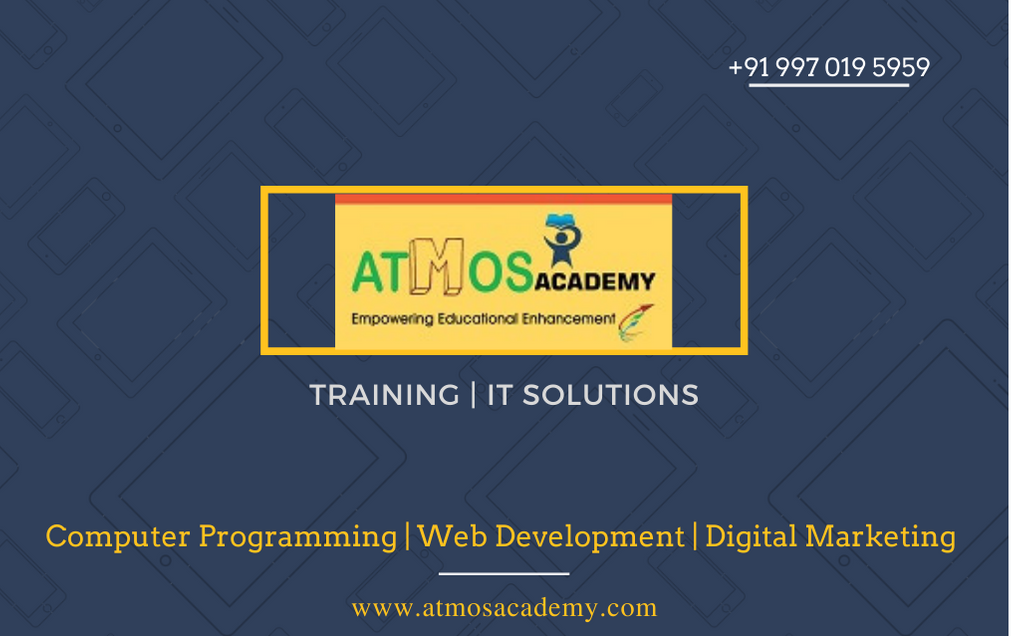 +91 997 019 5959
ATMOS ACADEMY
Empowering Educational Enhancement
TRAINING | IT SOLUTIONS
Computer Programming | Web Development | Digital Marketing
www.atmosacademy.com